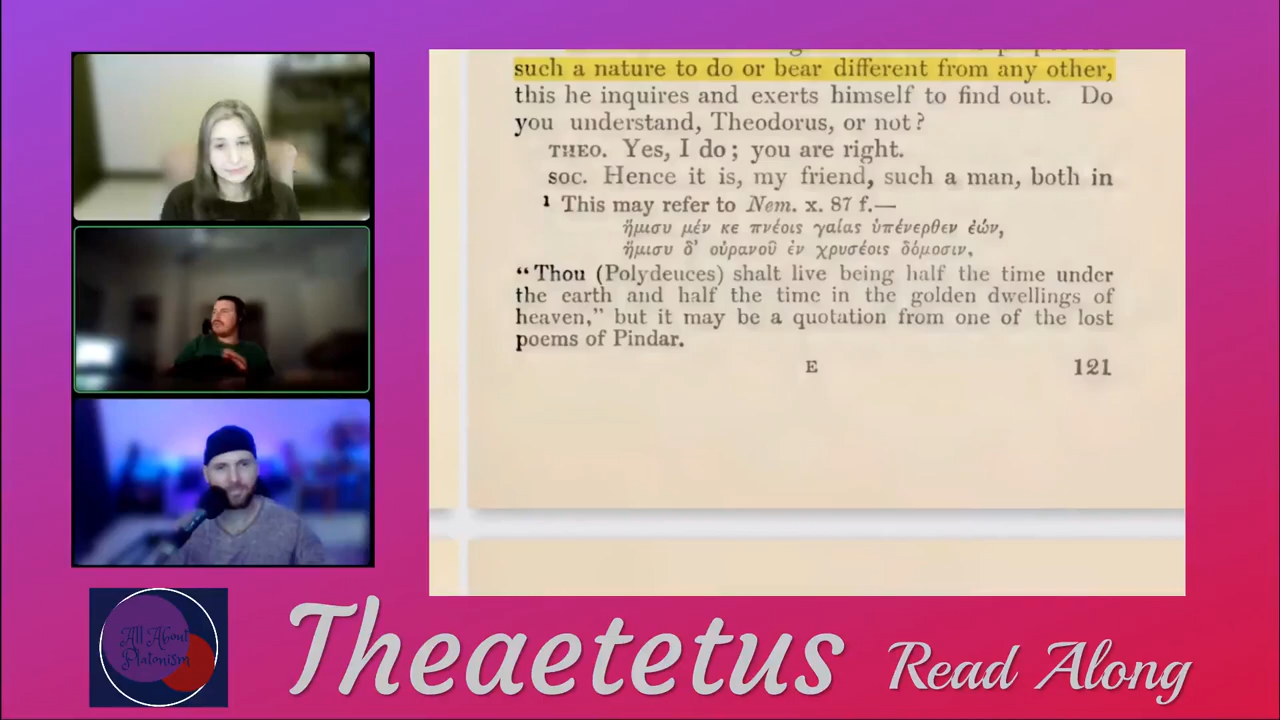 such a nature to do or bear different from any other,
this he inquires and exerts himself to find out. Do
you understand, Theodorus, or not?
THEO. Yes, I do; you are right.
SOC. Hence it is, my friend, such a man, both in
¹ This may refer to Nem. x. 87 f.—
ἥμισυ μέν κε πνέοις γαίας ὑπένερθεν ἐών,
ἥμισυ δ’ οὐρανοῦ ἐν χρυσέοις δόμοσιν,
“Thou (Polydeuces) shalt live being half the time under
the earth and half the time in the golden dwellings of
heaven,” but it may be a quotation from one of the lost
poems of Pindar.
E 121
All About
Platonism
Theaetetus Read Along